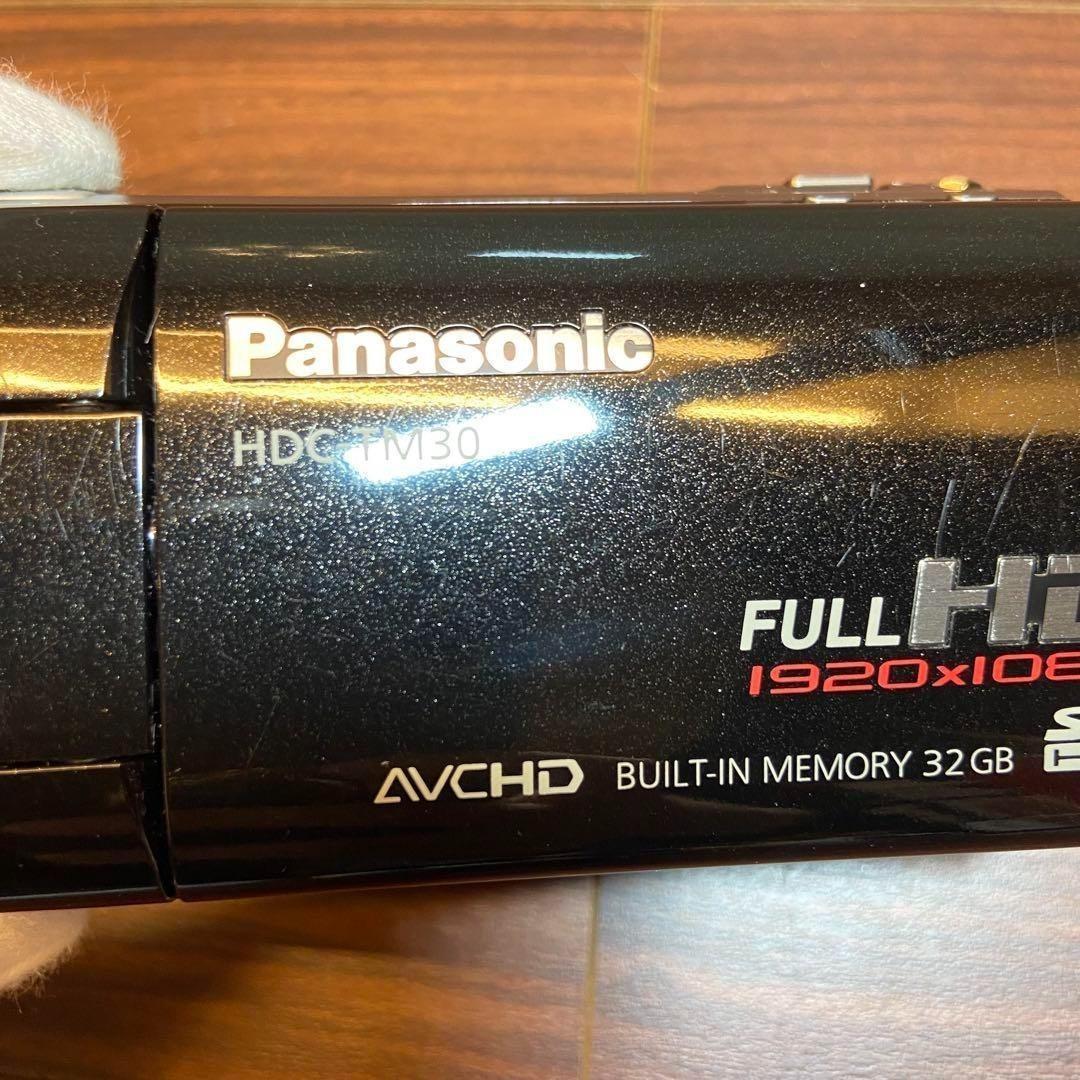 Panasonic
HDC-TM30
FULL HD
1920x108
AVCHD BUILT-IN MEMORY 32GB